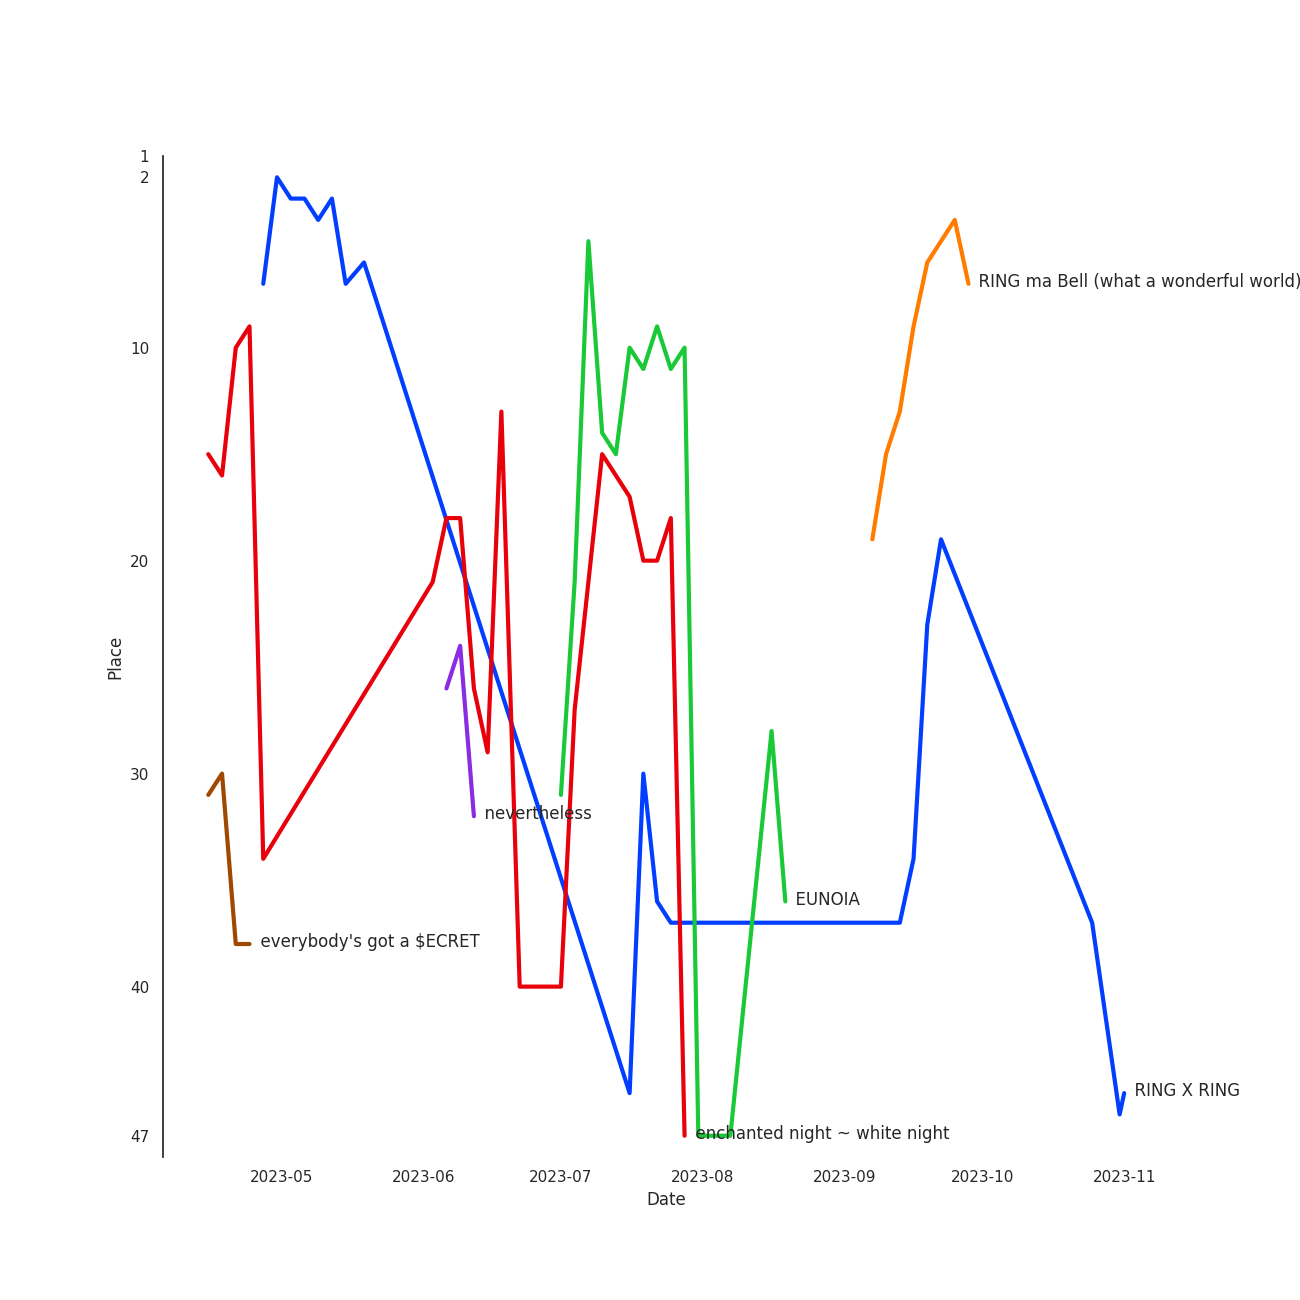 1
2
10
20
30
40
47
Place
RING ma Bell (what a wonderful world)
nevertheless
EUNOIA
everybody's got a $ECRET
RING X RING
enchanted night ~ white night
2023-05
2023-06
2023-07
2023-08
2023-09
2023-10
2023-11
Date